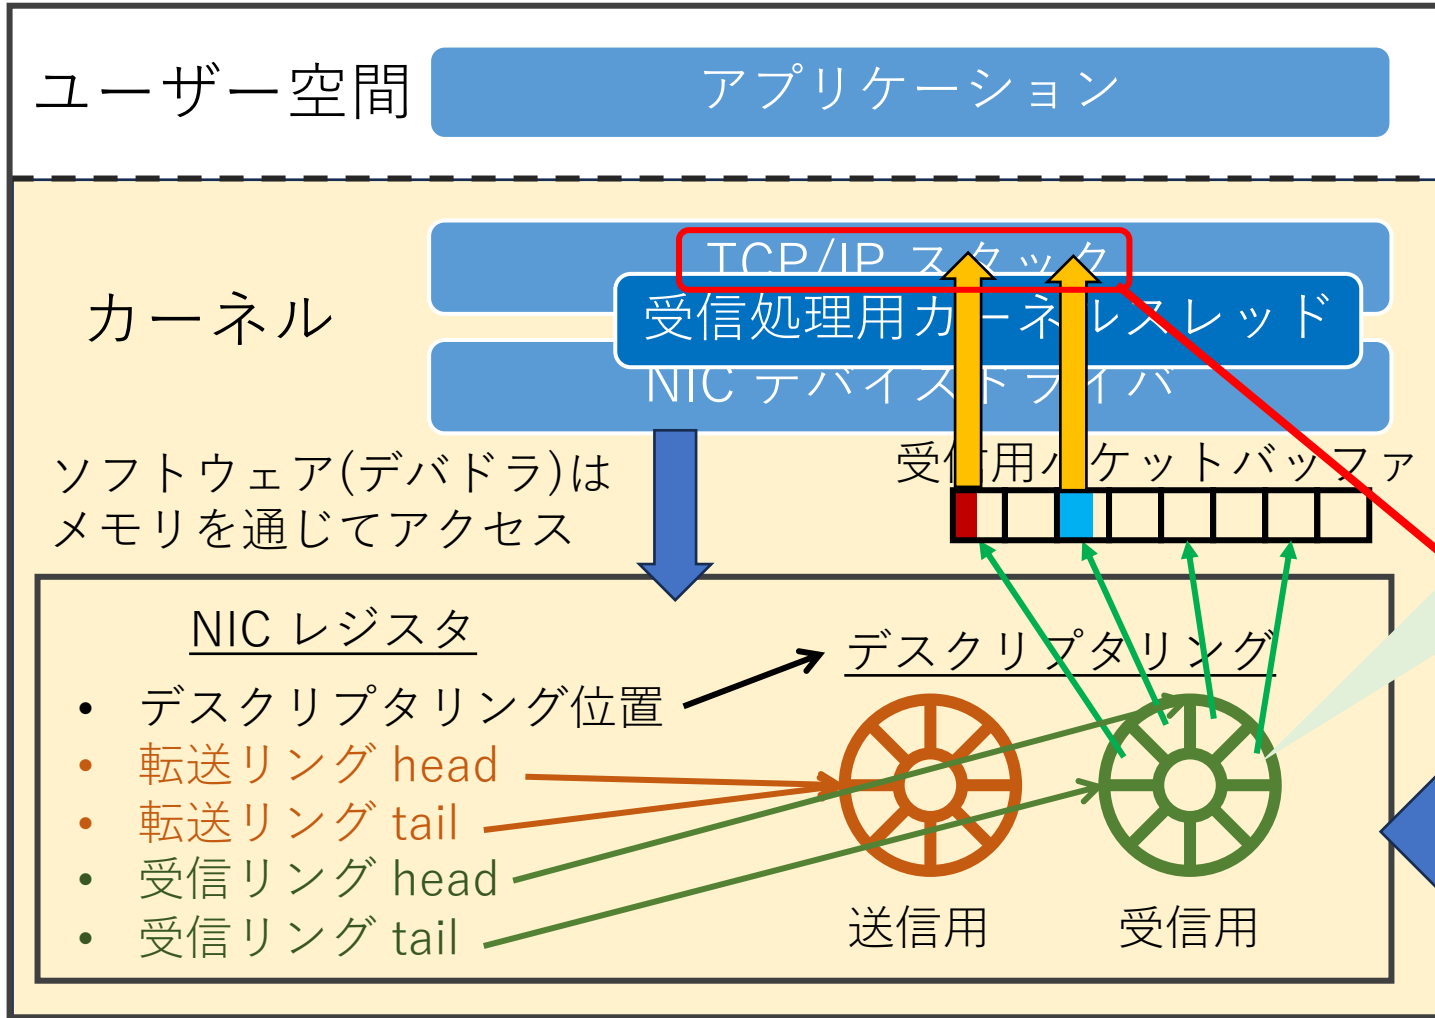 ユーザー空間
アプリケーション
カーネル
TCP/IP スタック
受信処理用カーネルスレッド
NIC デバイスドライバ
ソフトウェア(デバドラ)は
メモリを通じてアクセス
受信用パケットバッファ
NIC レジスタ
• デスクリプタリング位置
• 転送リング head
• 転送リング tail
• 受信リング head
• 受信リング tail
デスクリプタリング
送信用
受信用